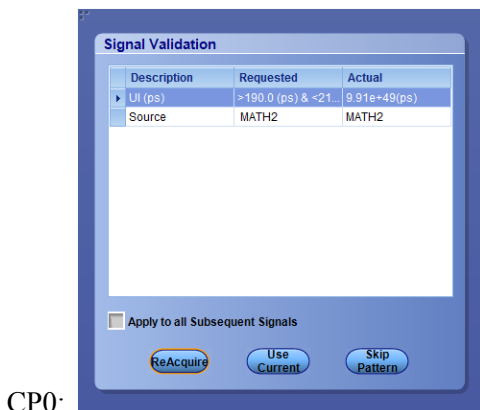 Signal Validation
Description Requested Actual
UI (ps) >190.0 (ps) & <21... 9.91e+49(ps)
Source MATH2 MATH2
Apply to all Subsequent Signals
ReAcquire Use Current Skip Pattern
CP0: